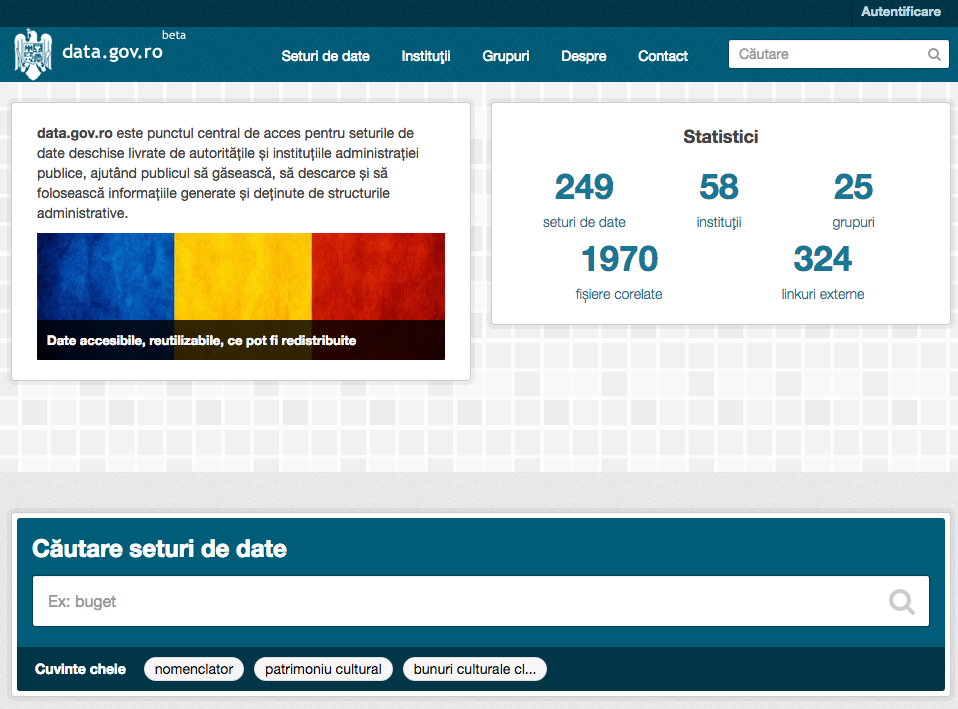 Autentificare
beta
data.gov.ro
Seturi de date Instituții Grupuri Despre Contact Căutare
data.gov.ro este punctul central de acces pentru seturile de
date deschise livrate de autoritățile și instituțiile administrației
publice, ajutând publicul să găsească, să descarce și să
folosească informațiile generate și deținute de structurile
administrative.
Date accesibile, reutilizabile, ce pot fi redistribuite
Statistici
249 58 25
seturi de date instituții grupuri
1970 324
fișiere corelate linkuri externe
Căutare seturi de date
Ex: buget
Cuvinte cheie nomenclator patrimoniu cultural bunuri culturale cl...